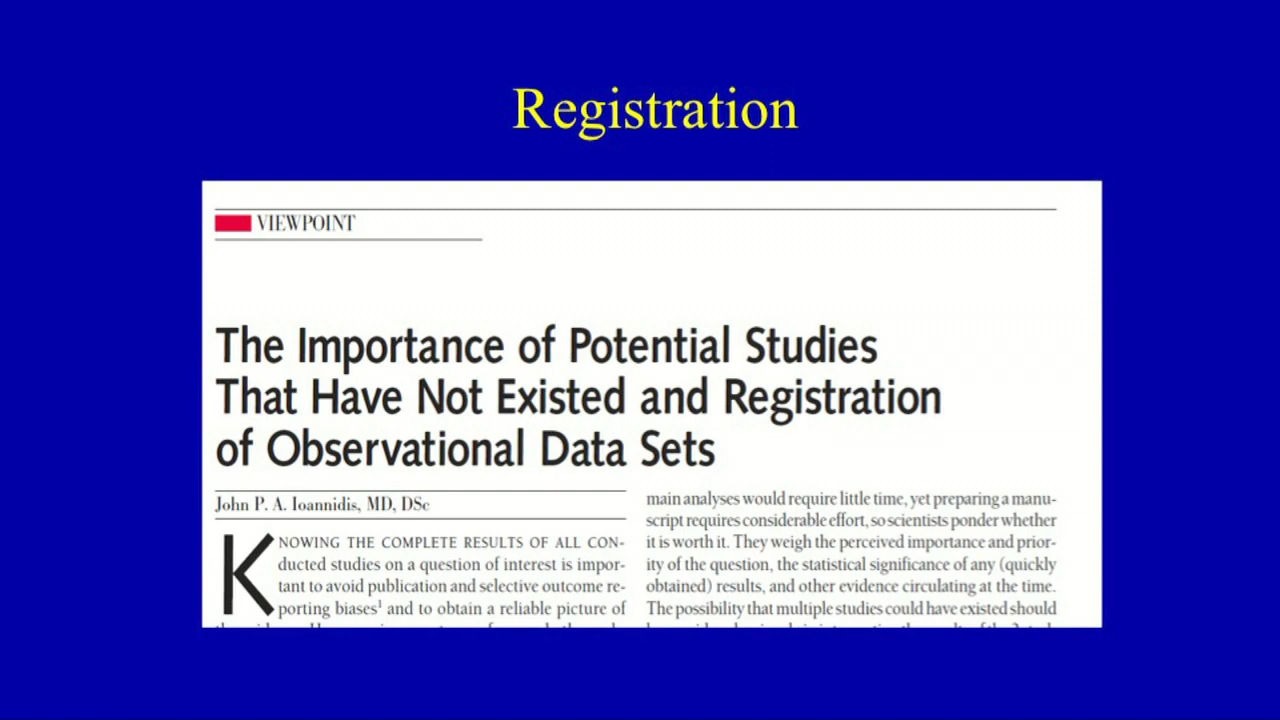 Registration
VIEWPOINT
The Importance of Potential Studies
That Have Not Existed and Registration
of Observational Data Sets
John P. A. Ioannidis, MD, DSc
KNOWING THE COMPLETE RESULTS OF ALL CON-
ducted studies on a question of interest is impor-
tant to avoid publication and selective outcome re-
porting biases1 and to obtain a reliable picture of
main analyses would require little time, yet preparing a manu-
script requires considerable effort, so scientists ponder whether
it is worth it. They weigh the perceived importance and prior-
ity of the question, the statistical significance of any (quickly
obtained) results, and other evidence circulating at the time.
The possibility that multiple studies could have existed should